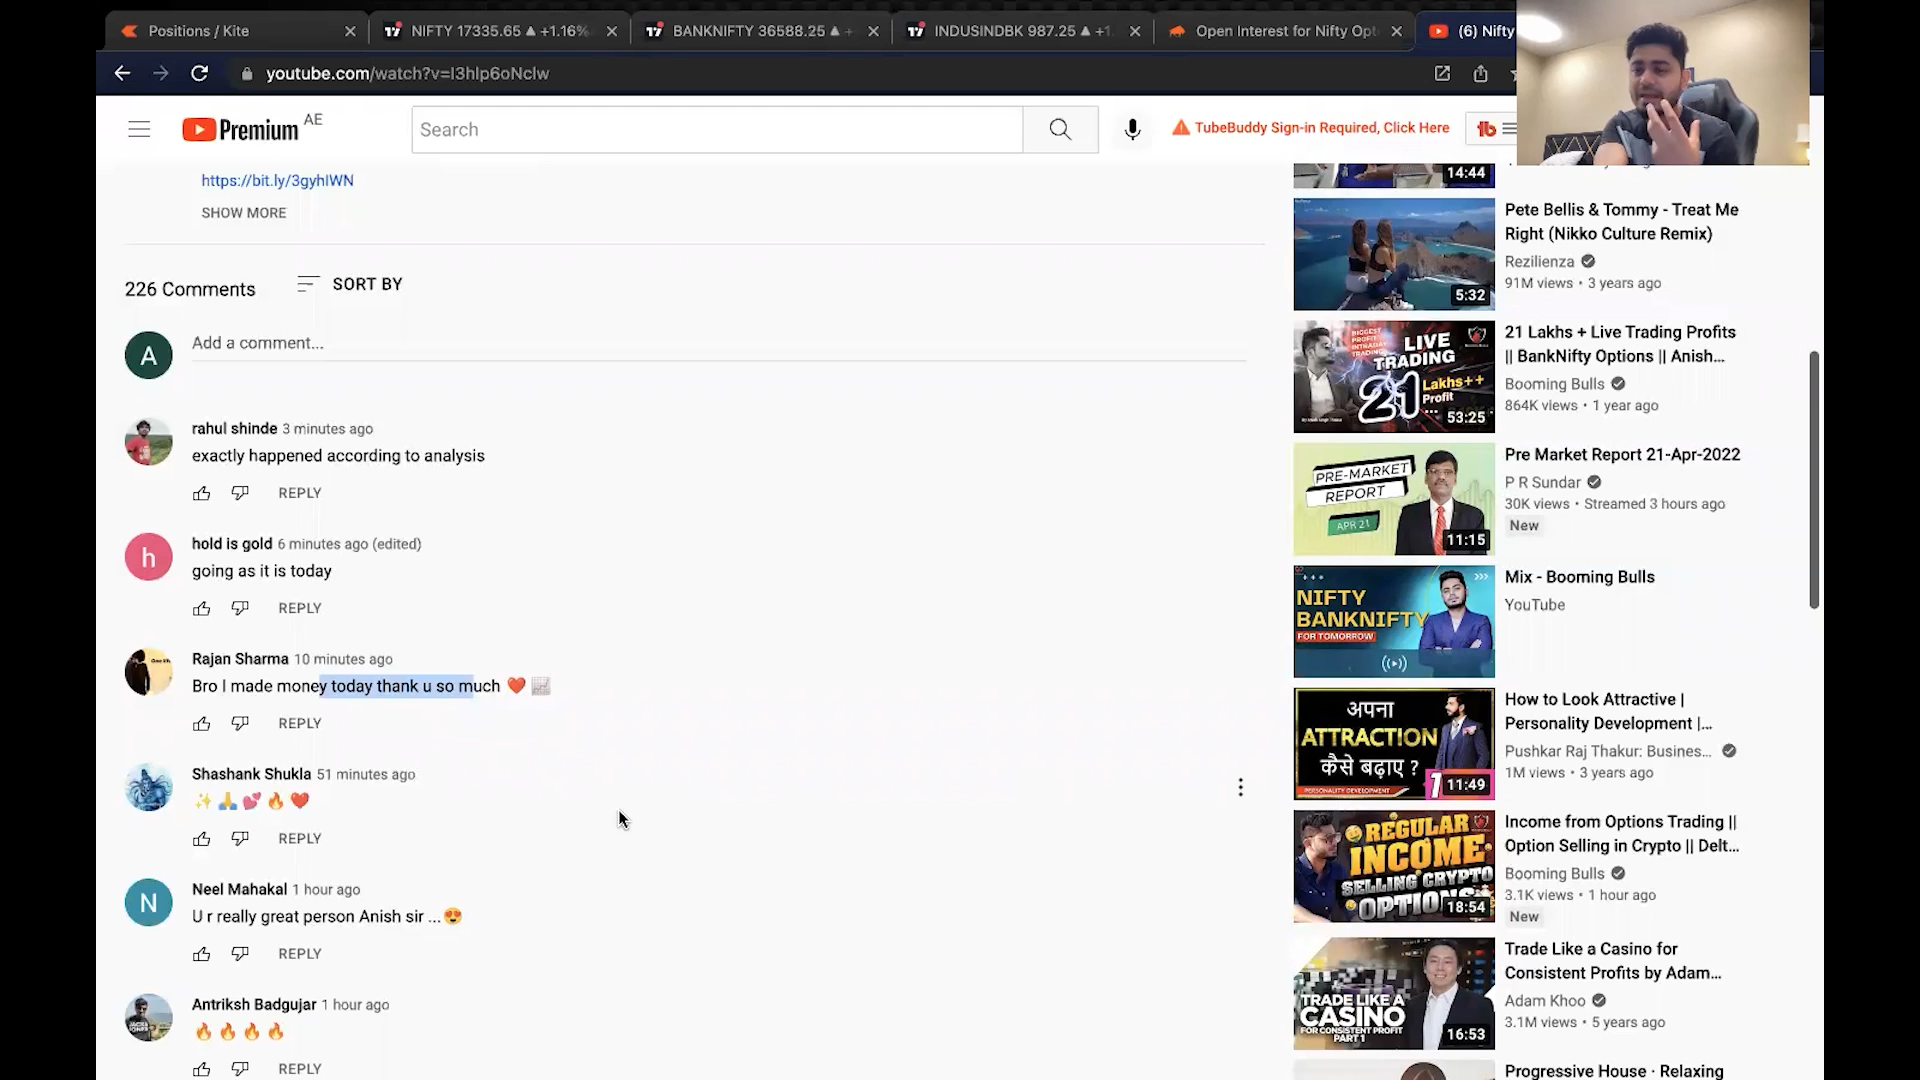 Positions / Kite
NIFTY 17335.65 ▲ +1.16%
BANKNIFTY 36588.25 ▲ +
INDUSINDBK 987.25 ▲ +1
Open Interest for Nifty Opt
(6) Nifty
youtube.com/watch?v=I3hIp6oNcIw
Premium AE
Search
TubeBuddy Sign-in Required, Click Here
tb
https://bit.ly/3gyhIWN
SHOW MORE
226 Comments
SORT BY
A
Add a comment...
rahul shinde 3 minutes ago
exactly happened according to analysis
REPLY
h
hold is gold 6 minutes ago (edited)
going as it is today
REPLY
Rajan Sharma 10 minutes ago
Bro I made money today thank u so much ❤️ 📈
REPLY
Shashank Shukla 51 minutes ago
✨ 🙏 💕 🔥 ❤️
REPLY
N
Neel Mahakal 1 hour ago
U r really great person Anish sir ... 😍
REPLY
Antriksh Badgujar 1 hour ago
🔥 🔥 🔥 🔥
REPLY
14:44
5:32
Pete Bellis & Tommy - Treat Me
Right (Nikko Culture Remix)
Rezilienza
91M views • 3 years ago
BIGGEST
PROFIT
INTRADAY
TRADING
LIVE
TRADING
21
Lakhs++
Profit
53:25
21 Lakhs + Live Trading Profits
|| BankNifty Options || Anish...
Booming Bulls
864K views • 1 year ago
PRE-MARKET
REPORT
APR 21
11:15
Pre Market Report 21-Apr-2022
P R Sundar
30K views • Streamed 3 hours ago
New
NIFTY
BANKNIFTY
FOR TOMORROW
Mix - Booming Bulls
YouTube
अपना
ATTRACTION
कैसे बढ़ाए ?
PERSONALITY DEVELOPMENT
11:49
How to Look Attractive |
Personality Development |...
Pushkar Raj Thakur: Busines...
1M views • 3 years ago
REGULAR
INCOME
SELLING CRYPTO
OPTIONS
18:54
Income from Options Trading ||
Option Selling in Crypto || Delt...
Booming Bulls
3.1K views • 1 hour ago
New
TRADE LIKE A
CASINO
FOR CONSISTENT PROFIT
PART 1
16:53
Trade Like a Casino for
Consistent Profits by Adam...
Adam Khoo
3.1M views • 5 years ago
Progressive House · Relaxing